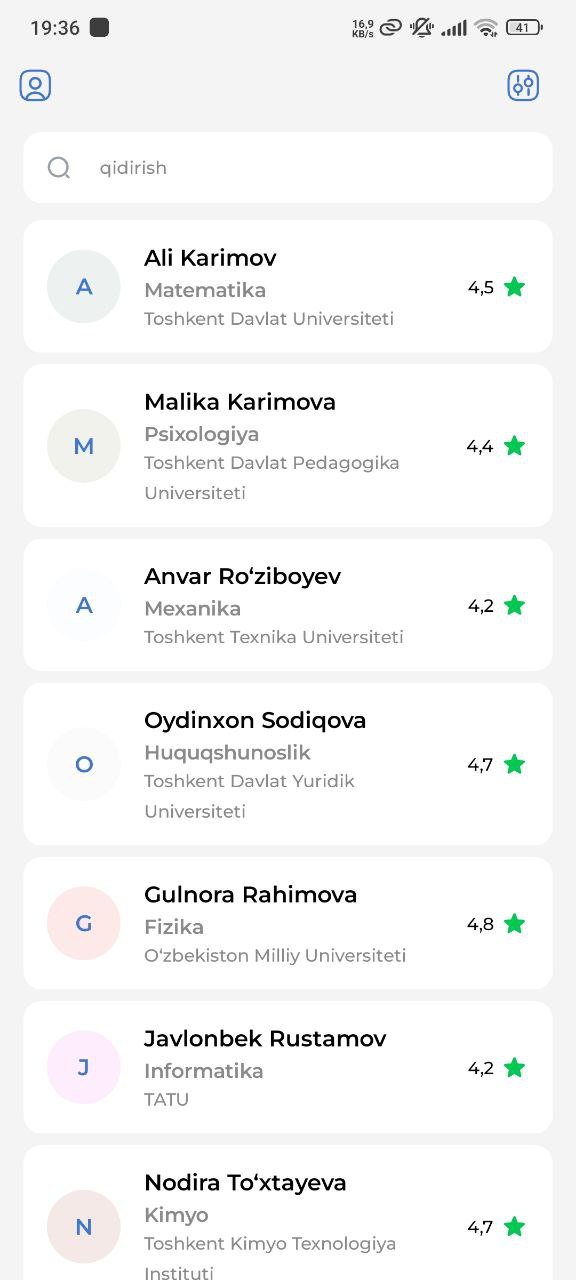 19:36
16,9
KB/s
41
qidirish
A
Ali Karimov
Matematika
Toshkent Davlat Universiteti
4,5
M
Malika Karimova
Psixologiya
Toshkent Davlat Pedagogika
Universiteti
4,4
A
Anvar Ro‘ziboyev
Mexanika
Toshkent Texnika Universiteti
4,2
O
Oydinxon Sodiqova
Huquqshunoslik
Toshkent Davlat Yuridik
Universiteti
4,7
G
Gulnora Rahimova
Fizika
O‘zbekiston Milliy Universiteti
4,8
J
Javlonbek Rustamov
Informatika
TATU
4,2
N
Nodira To‘xtayeva
Kimyo
Toshkent Kimyo Texnologiya
Instituti
4,7